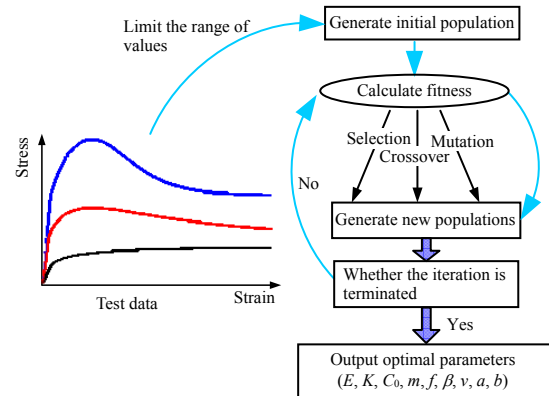 Limit the range of
values
Generate initial population
Calculate fitness
Selection
Crossover
Mutation
No
Generate new populations
Whether the iteration is
terminated
Yes
Output optimal parameters
(E, K, C₀, m, f, β, v, a, b)
Stress
Strain
Test data